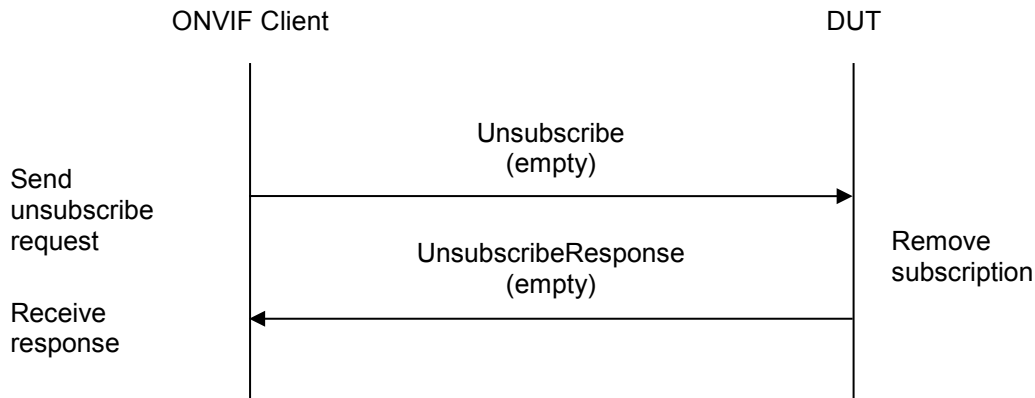 ONVIF Client
DUT
Unsubscribe
(empty)
Send
unsubscribe
request
UnsubscribeResponse
(empty)
Remove
subscription
Receive
response